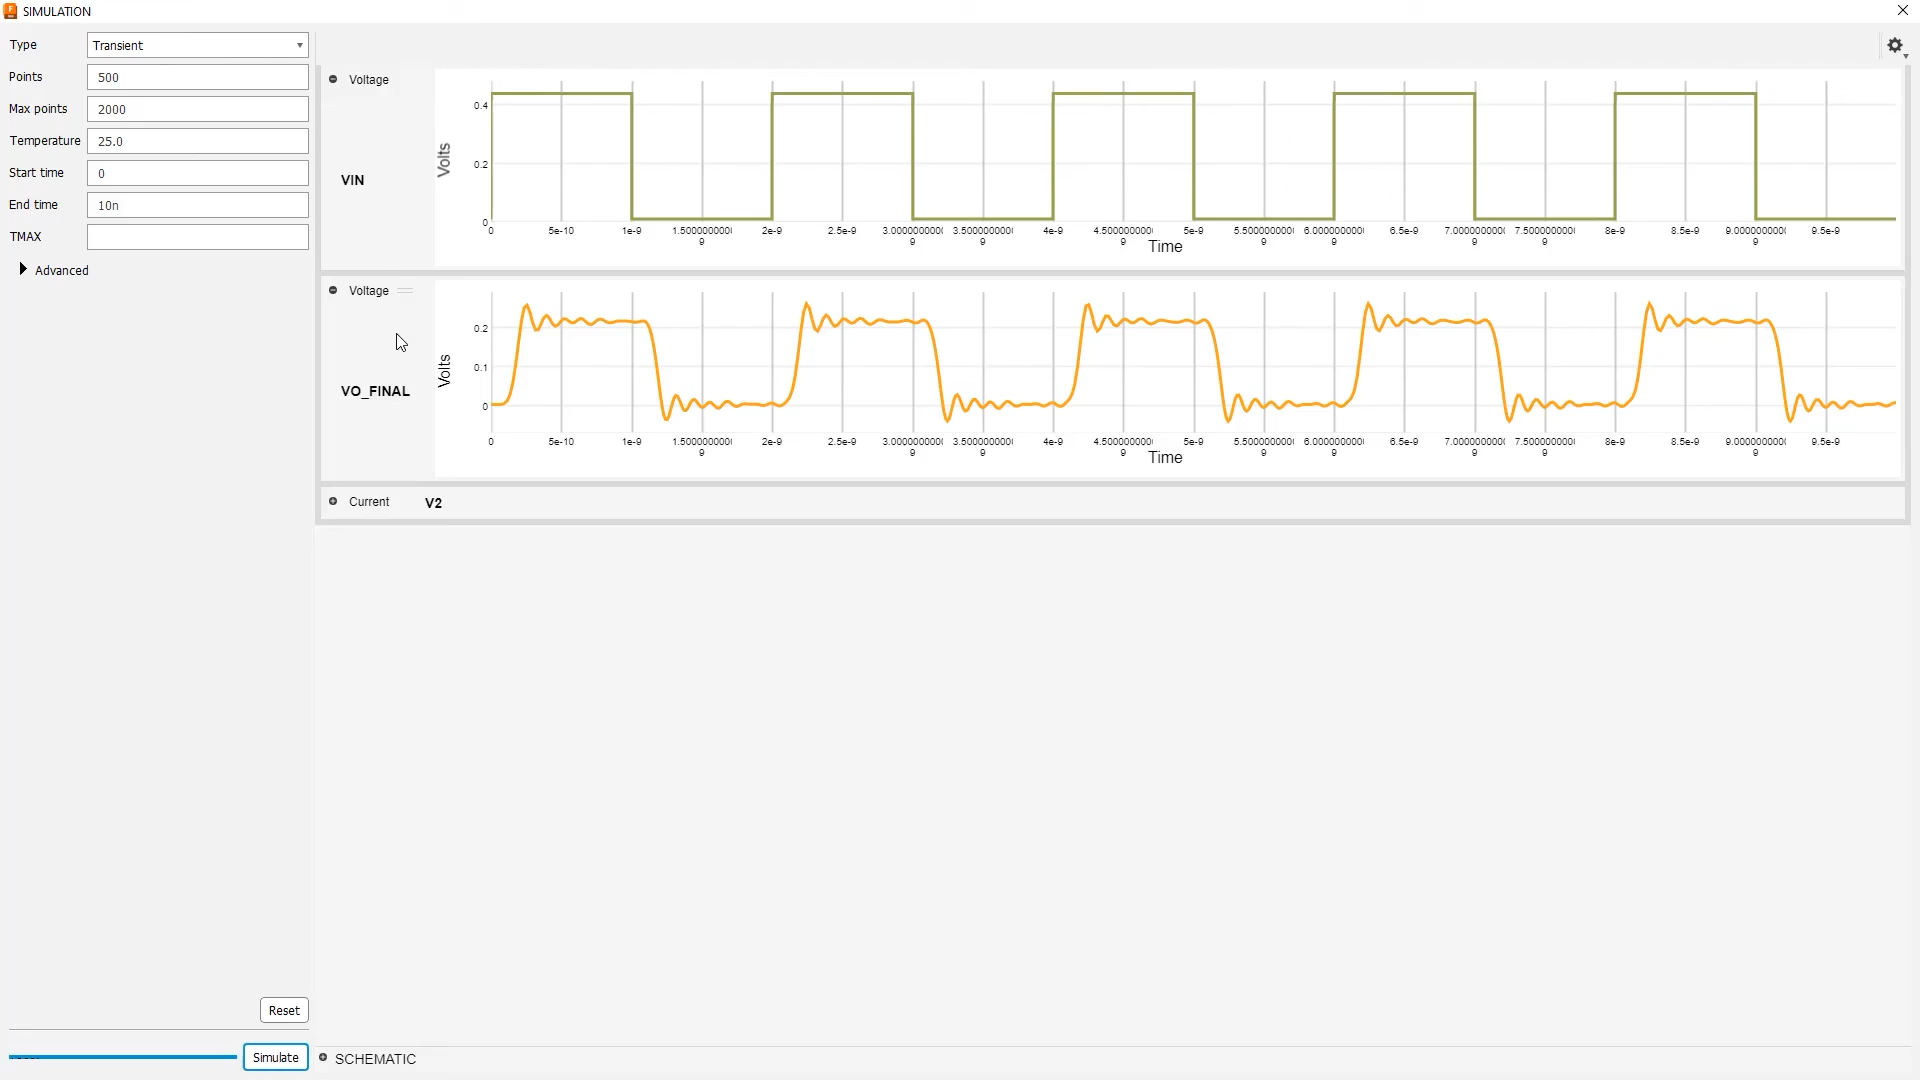 SIMULATION
Type Transient
Points 500
Max points 2000
Temperature 25.0
Start time 0
End time 10n
TMAX
Advanced
Reset
Simulate
Voltage
VIN
Volts
0.4
0.2
0
0 5e-10 1e-9 1.500000000( 2e-9 2.5e-9 3.000000000( 3.500000000( 4e-9 4.500000000( 5e-9 5.500000000( 6.000000000( 6.5e-9 7.000000000( 7.500000000( 8e-9 8.5e-9 9.000000000( 9.5e-9
9 9 9 9 9 9 9 9 9
Time
Voltage
VO_FINAL
Volts
0.2
0.1
0
0 5e-10 1e-9 1.500000000( 2e-9 2.5e-9 3.000000000( 3.500000000( 4e-9 4.500000000( 5e-9 5.500000000( 6.000000000( 6.5e-9 7.000000000( 7.500000000( 8e-9 8.5e-9 9.000000000( 9.5e-9
9 9 9 9 9 9 9 9 9
Time
Current V2
SCHEMATIC